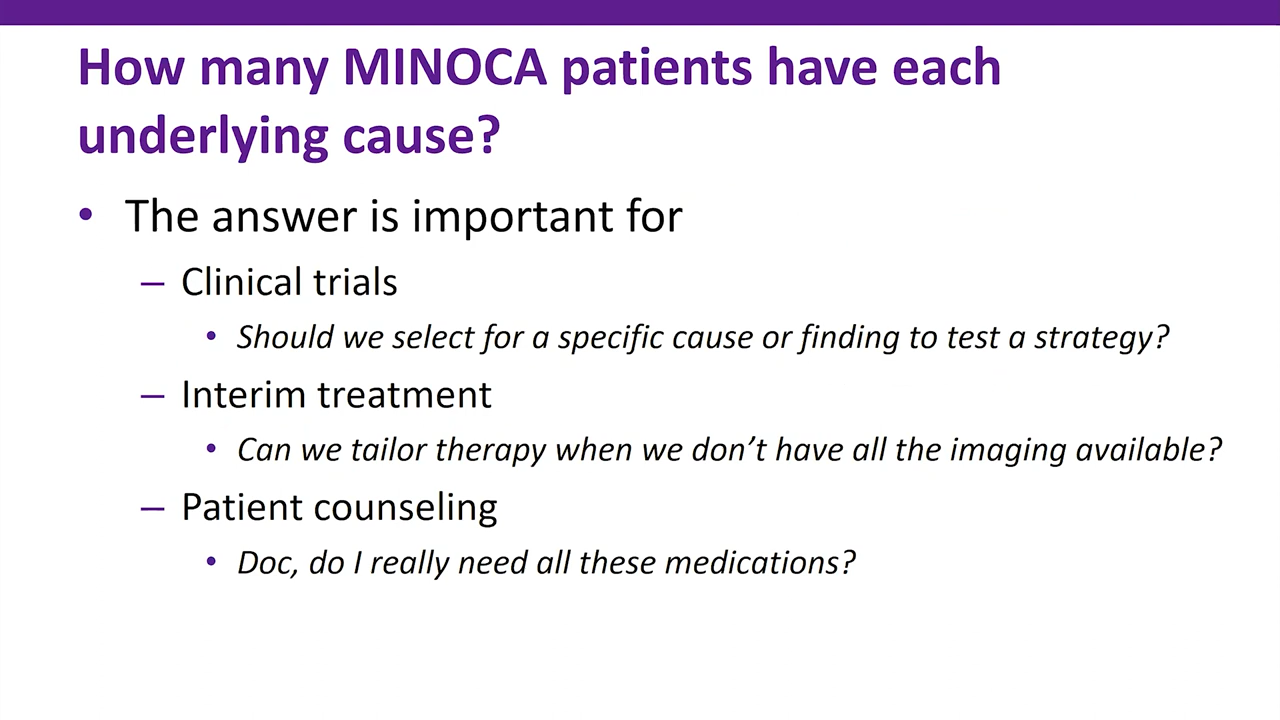 How many MINOCA patients have each
underlying cause?
• The answer is important for
– Clinical trials
• Should we select for a specific cause or finding to test a strategy?
– Interim treatment
• Can we tailor therapy when we don’t have all the imaging available?
– Patient counseling
• Doc, do I really need all these medications?